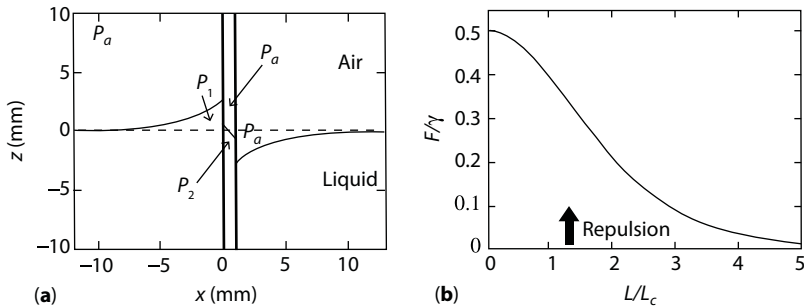 10
5
0
−5
−10
z (mm)
P_a
P_1
P_a
Air
P_a
P_2
Liquid
−10
−5
0
5
10
x (mm)
(a)
0.5
0.4
0.3
0.2
0.1
0
F/γ
Repulsion
0
1
2
3
4
5
L/L_c
(b)